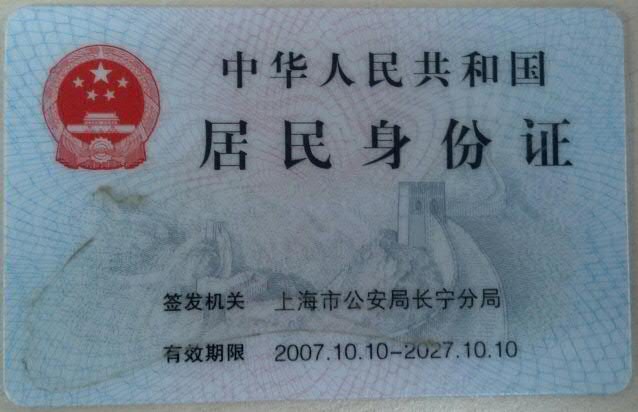 中华人民共和国
居民身份证
签发机关 上海市公安局长宁分局
有效期限 2007.10.10-2027.10.10